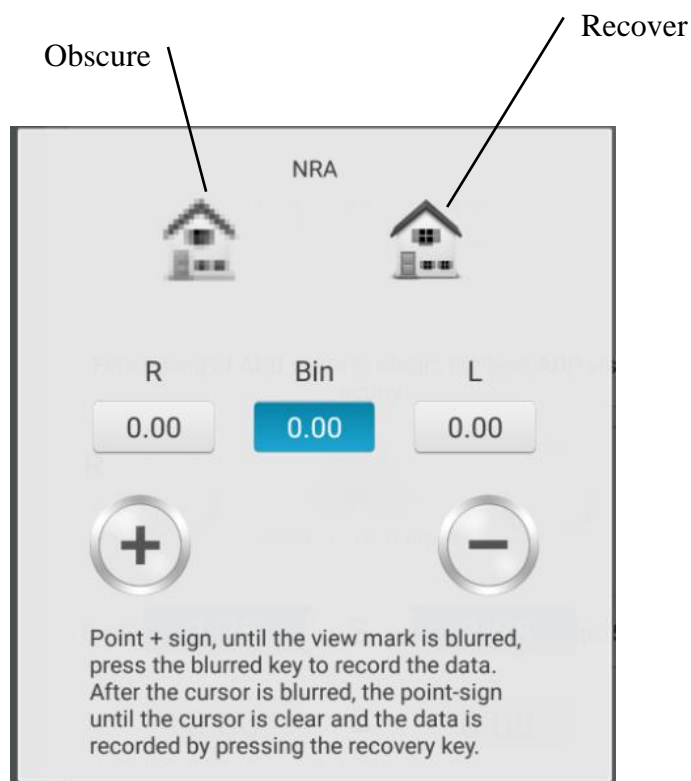 Recover
Obscure
NRA
R Bin L
0.00 0.00 0.00
+ −
Point + sign, until the view mark is blurred,
press the blurred key to record the data.
After the cursor is blurred, the point-sign
until the cursor is clear and the data is
recorded by pressing the recovery key.